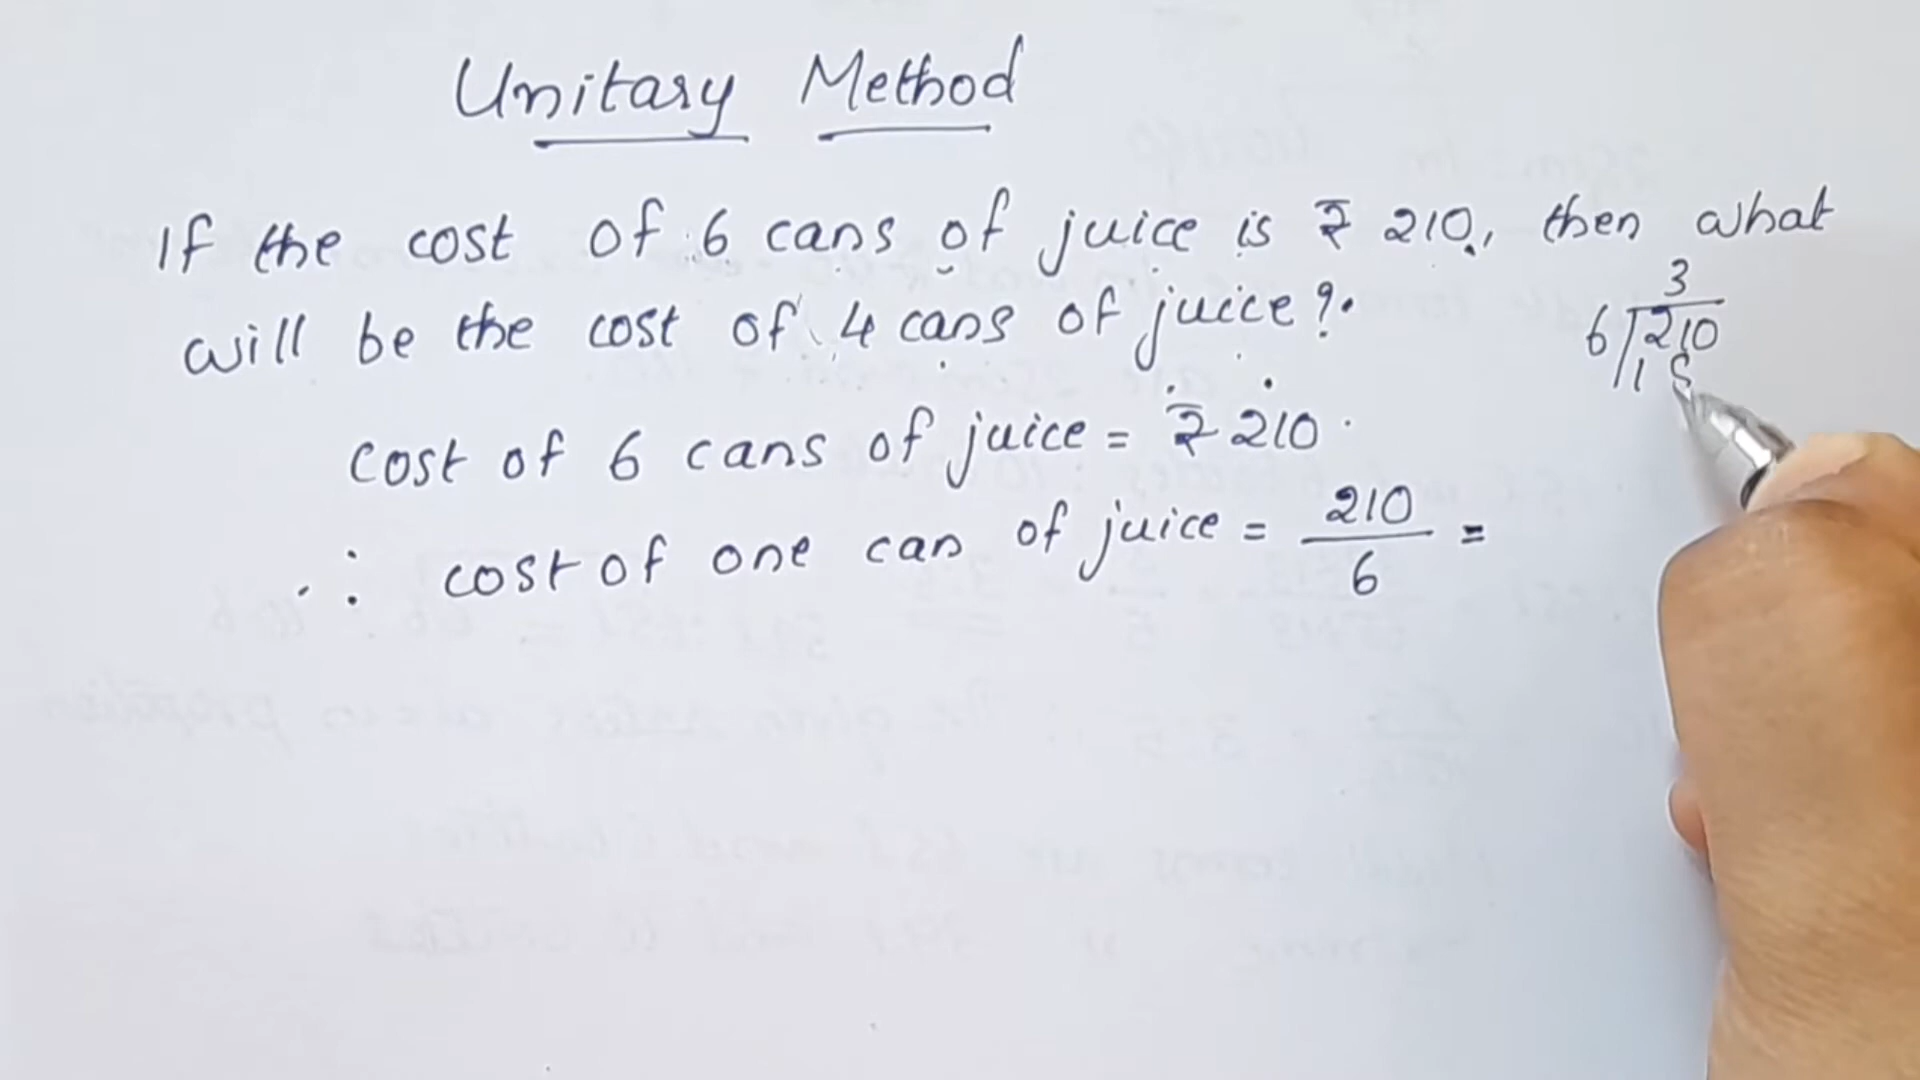 Unitary Method
If the cost of 6 cans of juice is ₹ 210, then what
will be the cost of 4 cans of juice?
cost of 6 cans of juice = ₹ 210
∴ cost of one can of juice = 210/6 =
3
6 210
18